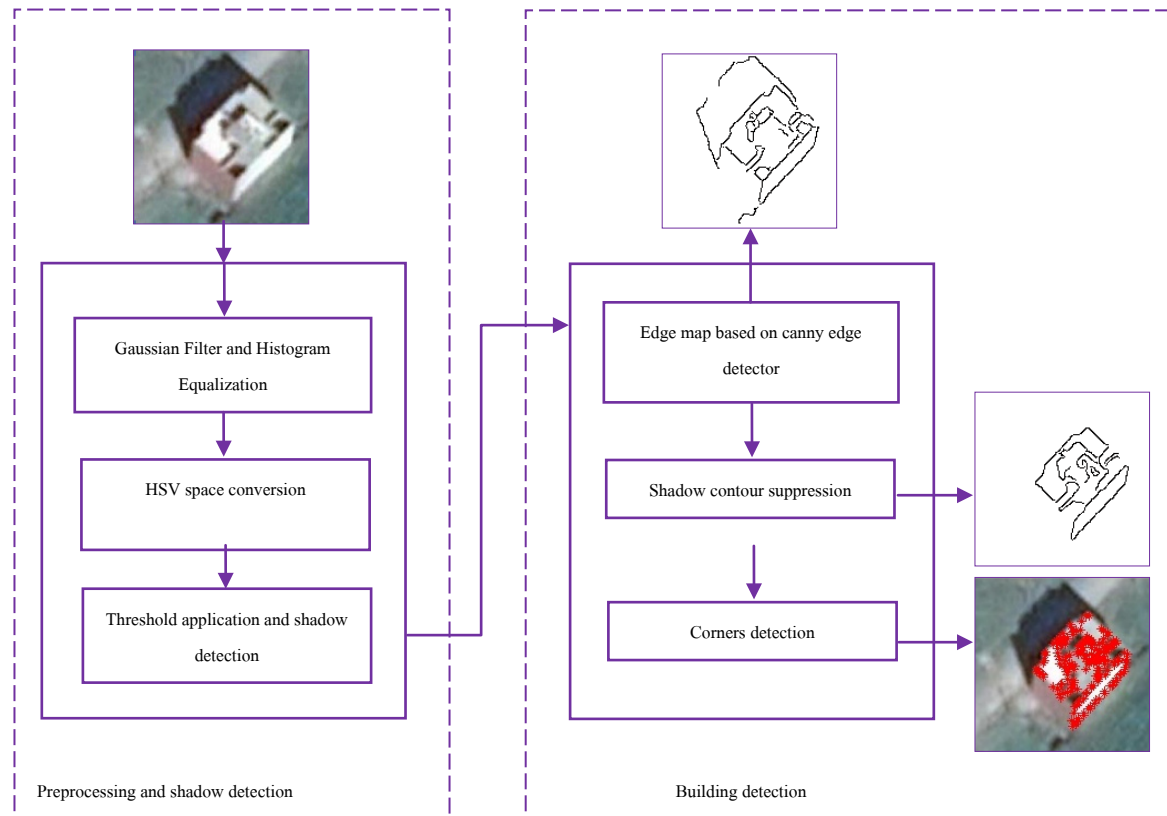 Gaussian Filter and Histogram
Equalization
HSV space conversion
Threshold application and shadow
detection
Preprocessing and shadow detection
Edge map based on canny edge
detector
Shadow contour suppression
Corners detection
Building detection